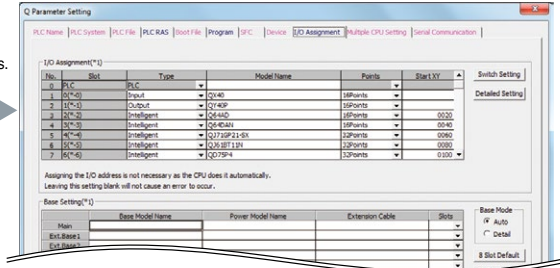 Q Parameter Setting
PLC Name PLC System PLC File PLC RAS Boot File Program SFC Device I/O Assignment Multiple CPU Setting Serial Communication
s.
I/O Assignment(*1)
No. Slot Type Model Name Points Start XY Switch Setting
0 PLC PLC
1 0(*-0) Input QX40 16Points Detailed Setting
2 1(*-1) Output QY40P 16Points
3 2(*-2) Intelligent Q64AD 16Points 0020
4 3(*-3) Intelligent Q64DAN 16Points 0040
5 4(*-4) Intelligent QJ71GP21-SX 32Points 0060
6 5(*-5) Intelligent QJ61BT11N 32Points 0080
7 6(*-6) Intelligent QD75P4 32Points 0100
Assigning the I/O address is not necessary as the CPU does it automatically.
Leaving this setting blank will not cause an error to occur.
Base Setting(*1)
Base Model Name Power Model Name Extension Cable Slots Base Mode
Main Auto
Ext.Base1 Detail
Ext.Base2
8 Slot Default